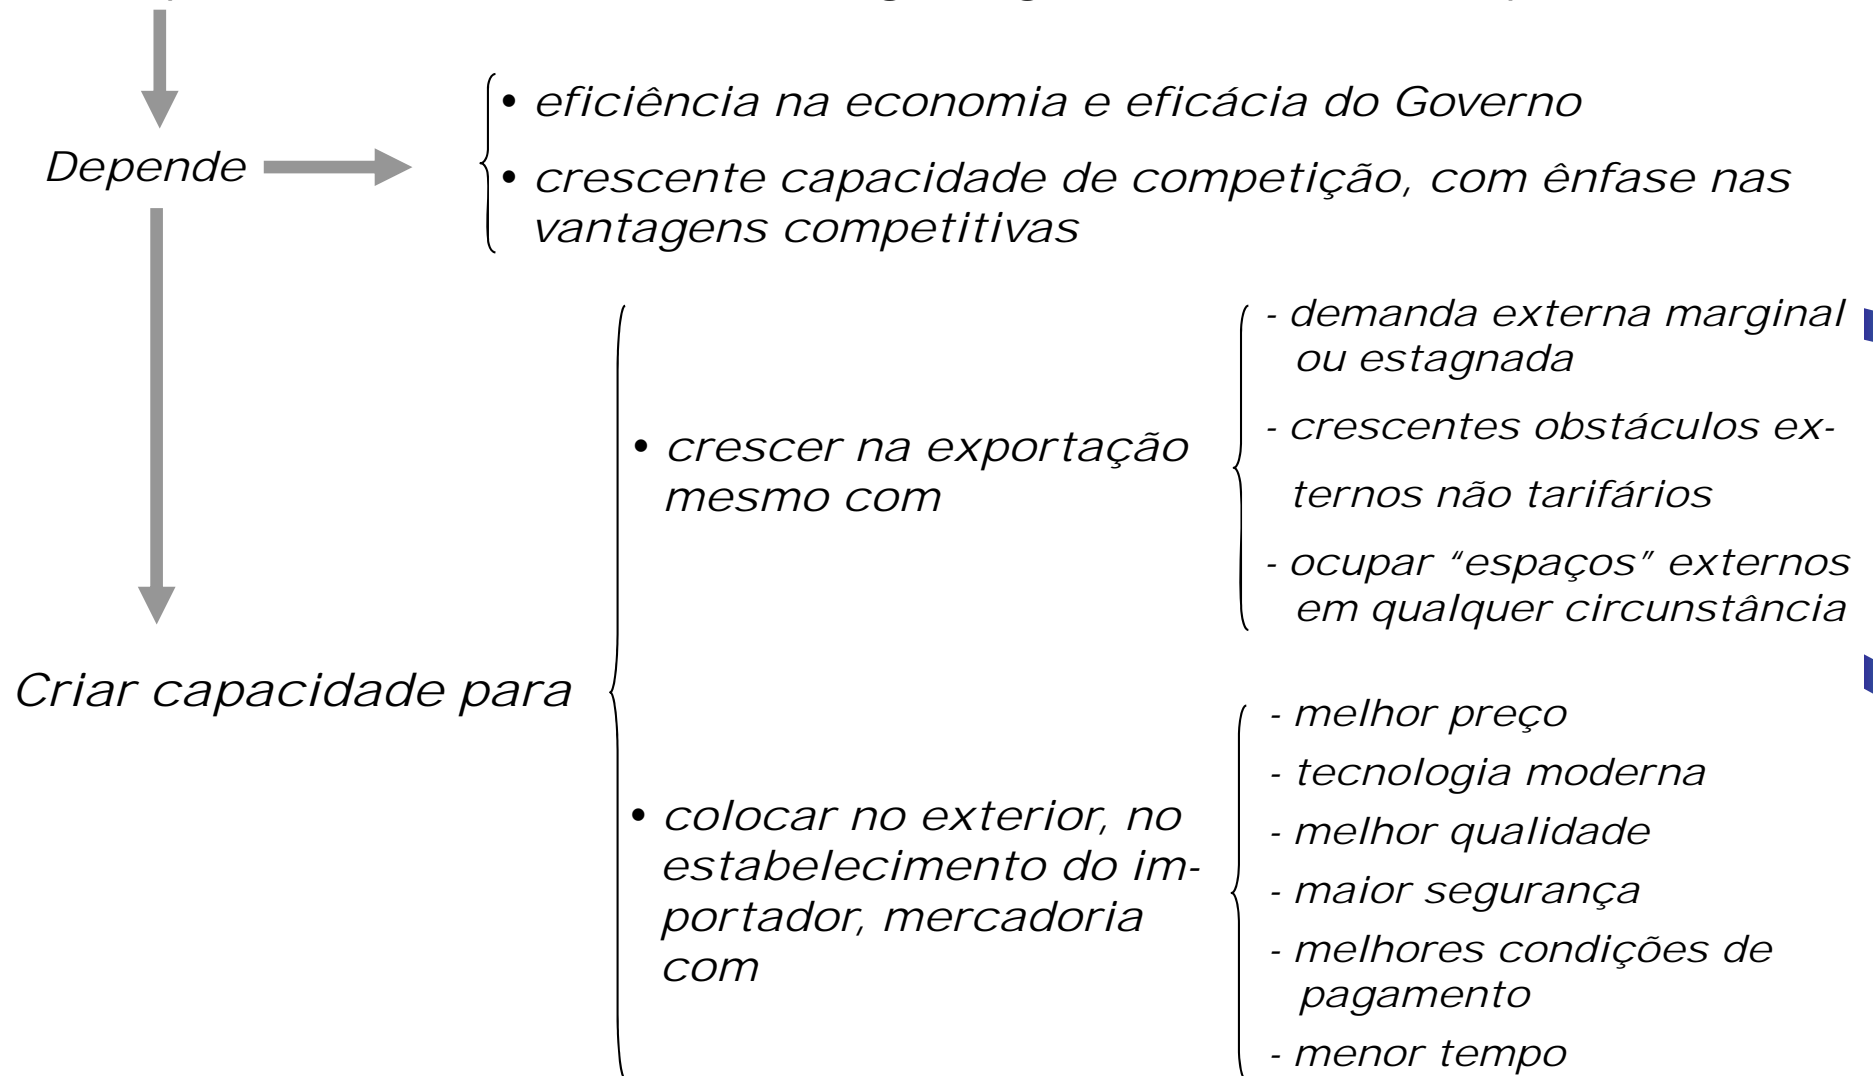 • eficiência na economia e eficácia do Governo
Depende
• crescente capacidade de competição, com ênfase nas
vantagens competitivas
Criar capacidade para
• crescer na exportação
mesmo com
- demanda externa marginal
ou estagnada
- crescentes obstáculos ex-
ternos não tarifários
- ocupar “espaços” externos
em qualquer circunstância
• colocar no exterior, no
estabelecimento do im-
portador, mercadoria
com
- melhor preço
- tecnologia moderna
- melhor qualidade
- maior segurança
- melhores condições de
pagamento
- menor tempo